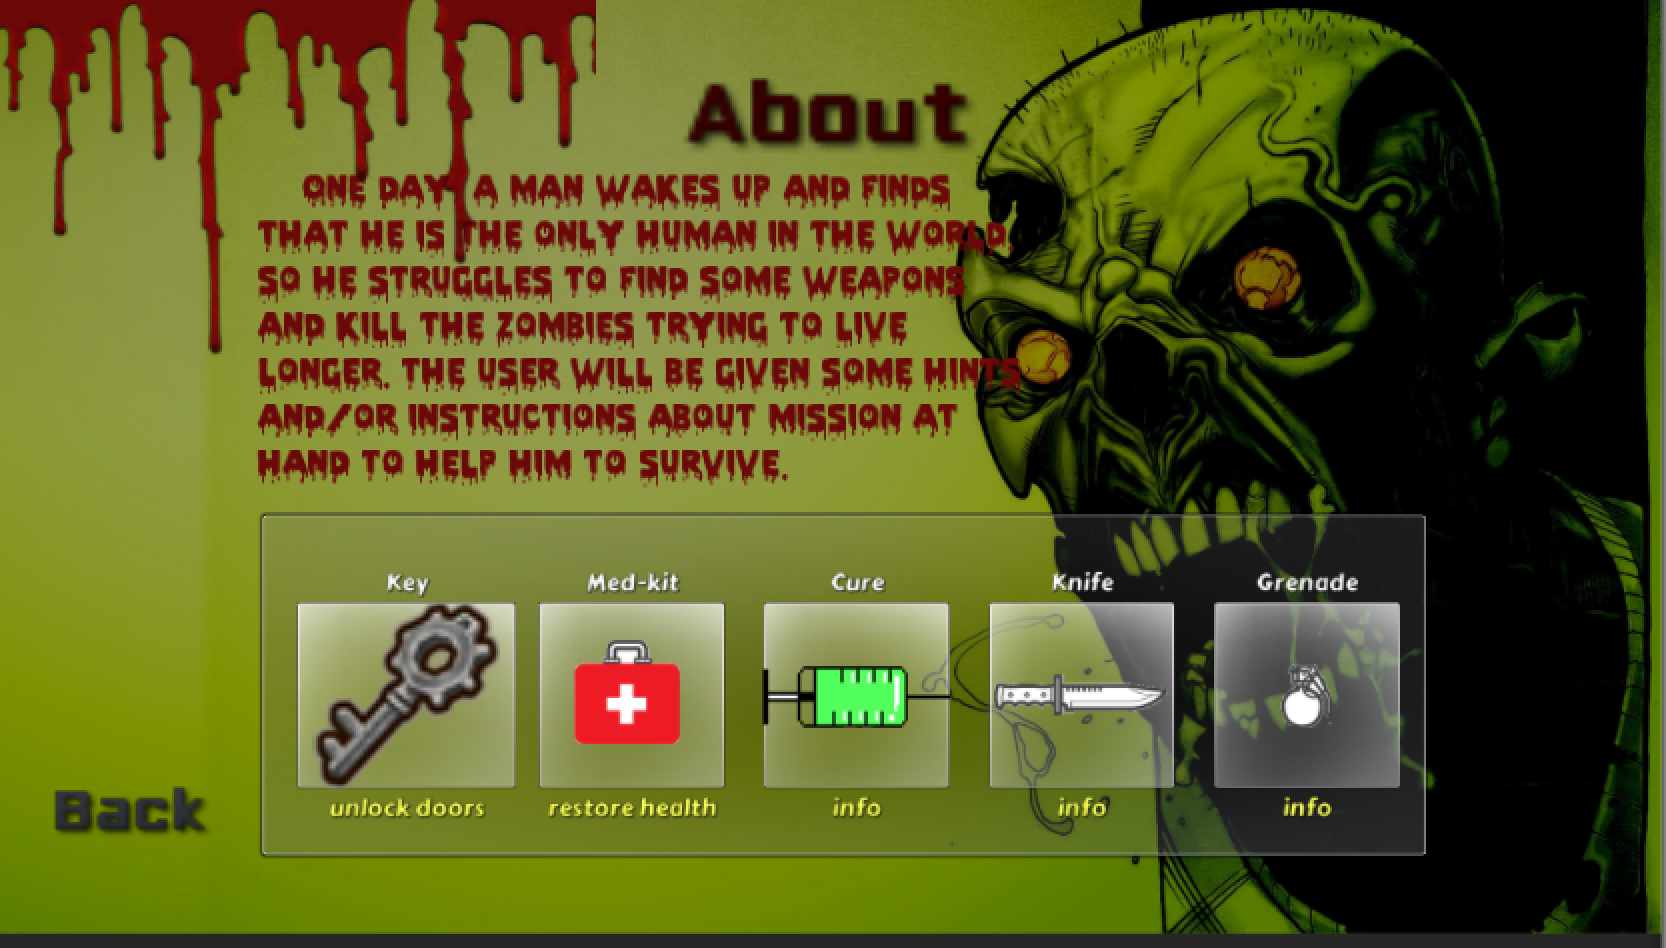 About
ONE DAY, A MAN WAKES UP AND FINDS
THAT HE IS THE ONLY HUMAN IN THE WORLD.
SO HE STRUGGLES TO FIND SOME WEAPONS
AND KILL THE ZOMBIES TRYING TO LIVE
LONGER. THE USER WILL BE GIVEN SOME HINTS
AND/OR INSTRUCTIONS ABOUT MISSION AT
HAND TO HELP HIM TO SURVIVE.
Key Med-kit Cure Knife Grenade
unlock doors restore health info info info
Back